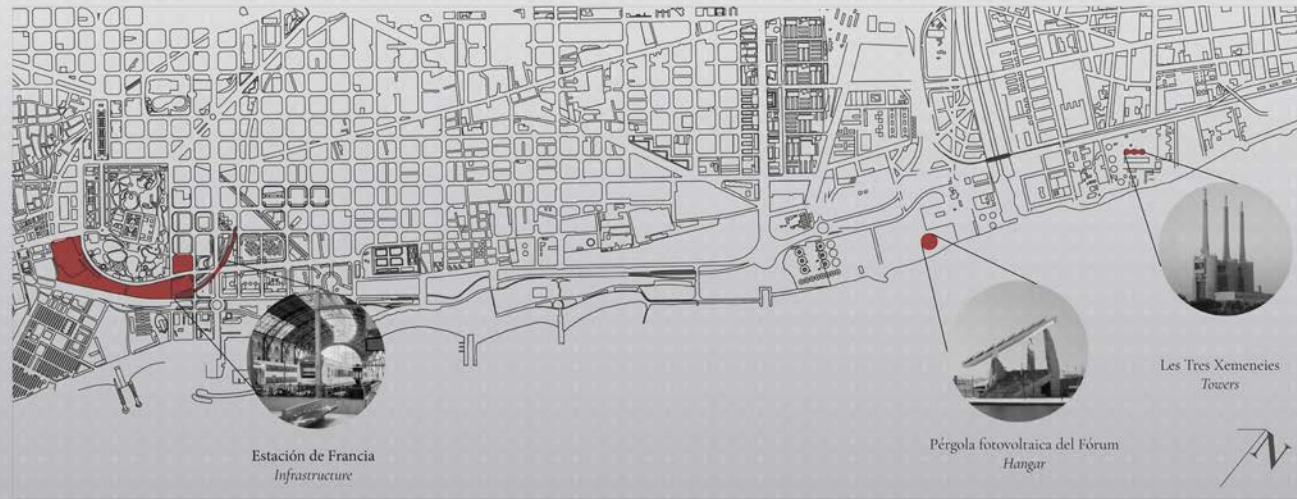 Estación de Francia
Infrastructure
Pérgola fotovoltaica del Fórum
Hangar
Les Tres Xemeneies
Towers
N